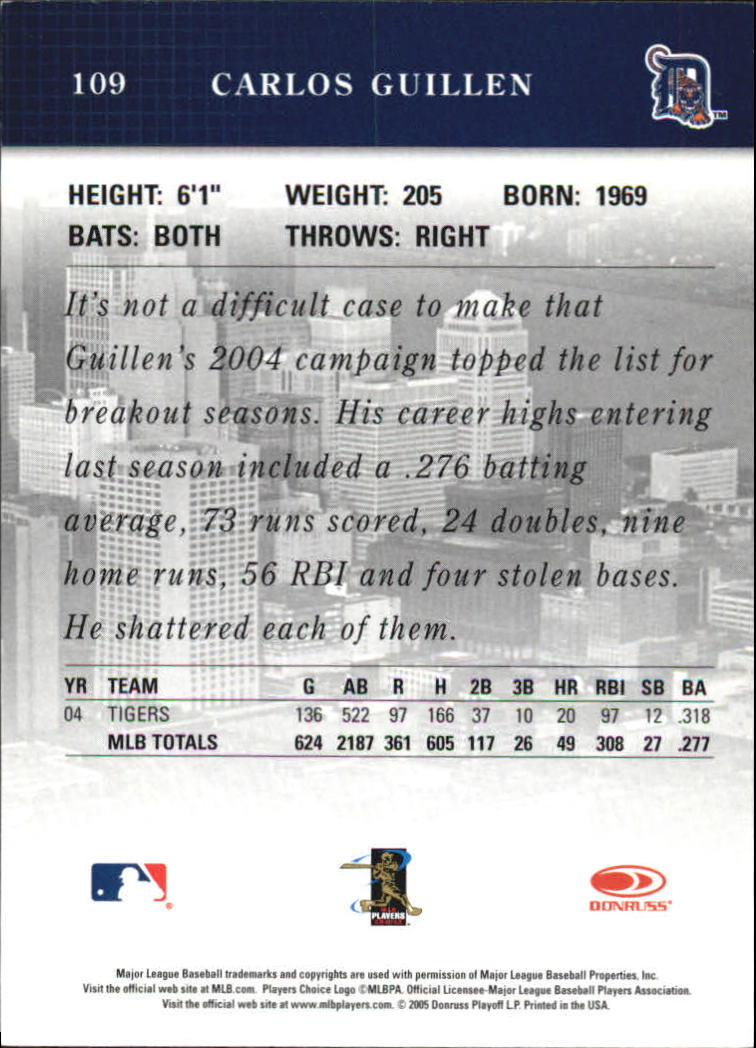 109 CARLOS GUILLEN
TM
HEIGHT: 6'1" WEIGHT: 205 BORN: 1969
BATS: BOTH THROWS: RIGHT
It's not a difficult case to make that
Guillen's 2004 campaign topped the list for
breakout seasons. His career highs entering
last season included a .276 batting
average, 73 runs scored, 24 doubles, nine
home runs, 56 RBI and four stolen bases.
He shattered each of them.
YR TEAM G AB R H 2B 3B HR RBI SB BA
04 TIGERS 136 522 97 166 37 10 20 97 12 .318
MLB TOTALS 624 2187 361 605 117 26 49 308 27 .277
PLAYERS
DONRUSS
Major League Baseball trademarks and copyrights are used with permission of Major League Baseball Properties, Inc.
Visit the official web site at MLB.com. Players Choice Logo ©MLBPA. Official Licensee-Major League Baseball Players Association.
Visit the official web site at www.mlbplayers.com. © 2005 Donruss Playoff L.P. Printed in the USA.